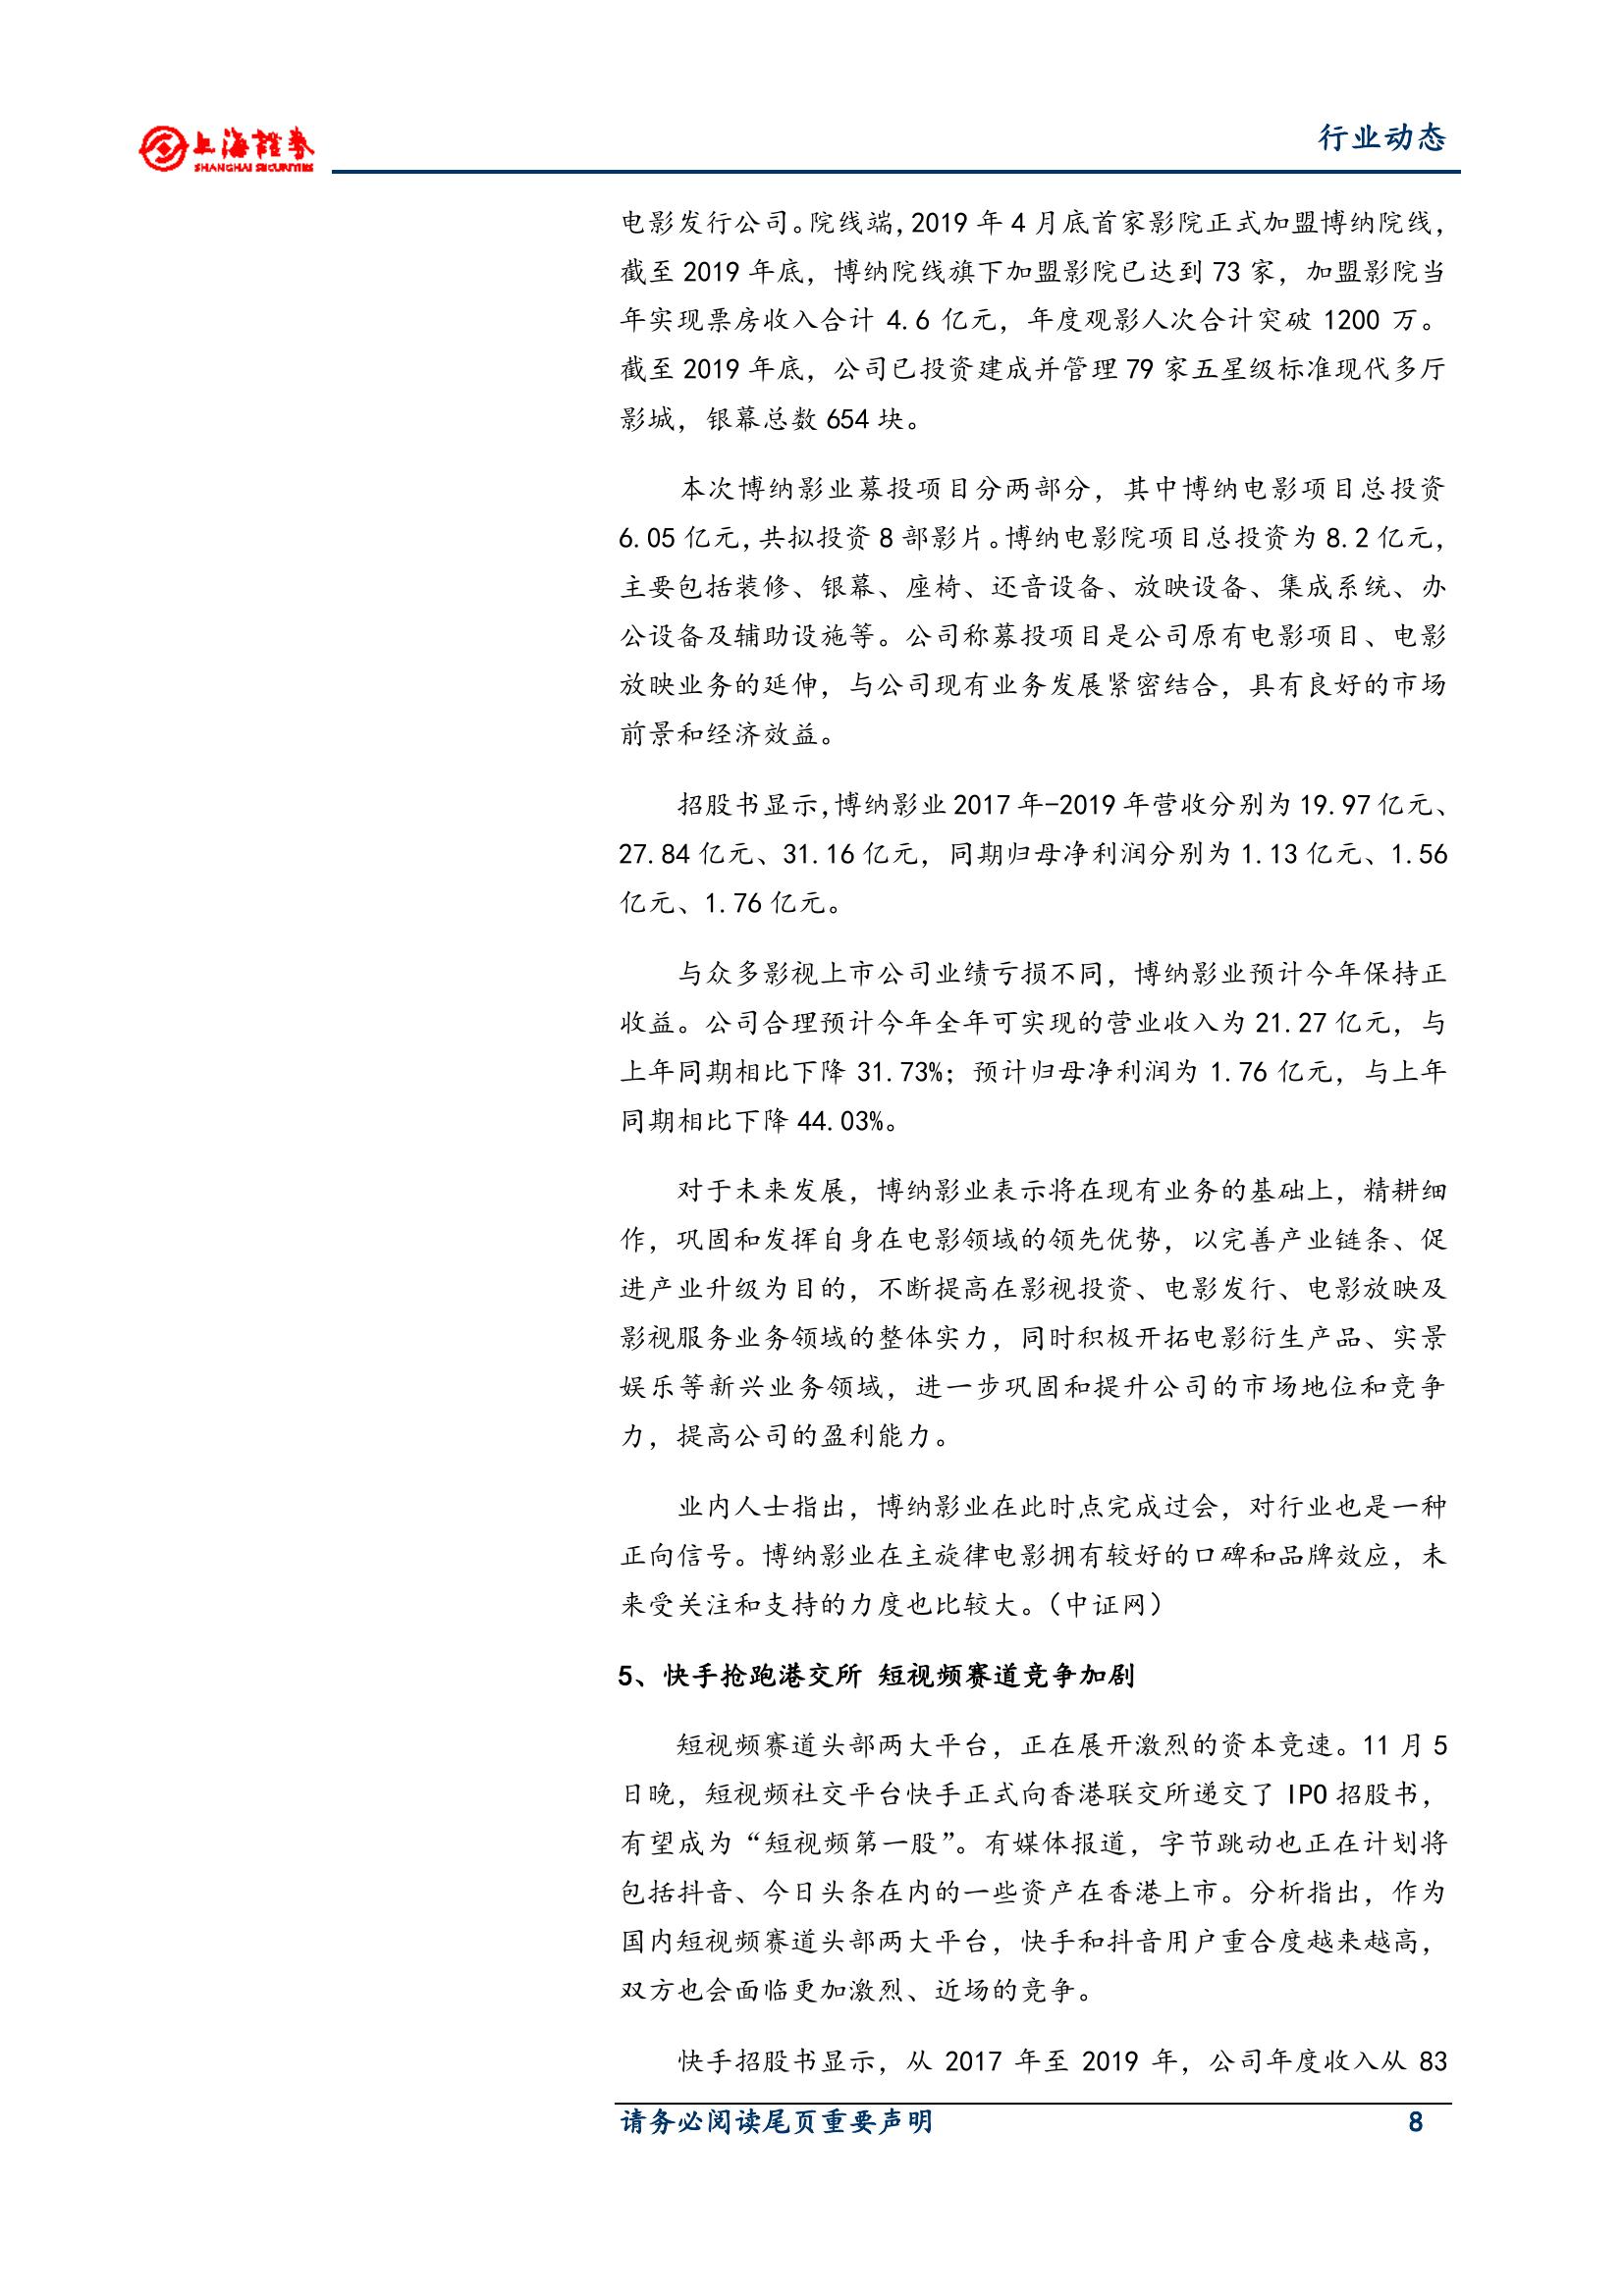 上海證券
SHANGHAI SECURITIES
行业动态
电影发行公司。院线端，2019 年 4 月底首家影院正式加盟博纳院线，
截至 2019 年底，博纳院线旗下加盟影院已达到 73 家，加盟影院当
年实现票房收入合计 4.6 亿元，年度观影人次合计突破 1200 万。
截至 2019 年底，公司已投资建成并管理 79 家五星级标准现代多厅
影城，银幕总数 654 块。
本次博纳影业募投项目分两部分，其中博纳电影项目总投资
6.05 亿元，共拟投资 8 部影片。博纳电影院项目总投资为 8.2 亿元，
主要包括装修、银幕、座椅、还音设备、放映设备、集成系统、办
公设备及辅助设施等。公司称募投项目是公司原有电影项目、电影
放映业务的延伸，与公司现有业务发展紧密结合，具有良好的市场
前景和经济效益。
招股书显示，博纳影业 2017 年-2019 年营收分别为 19.97 亿元、
27.84 亿元、31.16 亿元，同期归母净利润分别为 1.13 亿元、1.56
亿元、1.76 亿元。
与众多影视上市公司业绩亏损不同，博纳影业预计今年保持正
收益。公司合理预计今年全年可实现的营业收入为 21.27 亿元，与
上年同期相比下降 31.73%；预计归母净利润为 1.76 亿元，与上年
同期相比下降 44.03%。
对于未来发展，博纳影业表示将在现有业务的基础上，精耕细
作，巩固和发挥自身在电影领域的领先优势，以完善产业链条、促
进产业升级为目的，不断提高在影视投资、电影发行、电影放映及
影视服务业务领域的整体实力，同时积极开拓电影衍生产品、实景
娱乐等新兴业务领域，进一步巩固和提升公司的市场地位和竞争
力，提高公司的盈利能力。
业内人士指出，博纳影业在此时点完成过会，对行业也是一种
正向信号。博纳影业在主旋律电影拥有较好的口碑和品牌效应，未
来受关注和支持的力度也比较大。（中证网）
5、快手抢跑港交所 短视频赛道竞争加剧
短视频赛道头部两大平台，正在展开激烈的资本竞速。11 月 5
日晚，短视频社交平台快手正式向香港联交所递交了 IPO 招股书，
有望成为“短视频第一股”。有媒体报道，字节跳动也正在计划将
包括抖音、今日头条在内的一些资产在香港上市。分析指出，作为
国内短视频赛道头部两大平台，快手和抖音用户重合度越来越高，
双方也会面临更加激烈、近场的竞争。
快手招股书显示，从 2017 年至 2019 年，公司年度收入从 83
请务必阅读尾页重要声明 8